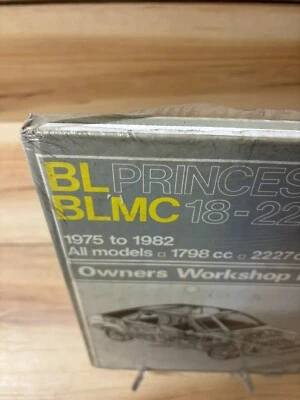 BL PRINCES
BLMC 18-22
1975 to 1982
All models □ 1798 cc □ 2227
Owners Workshop